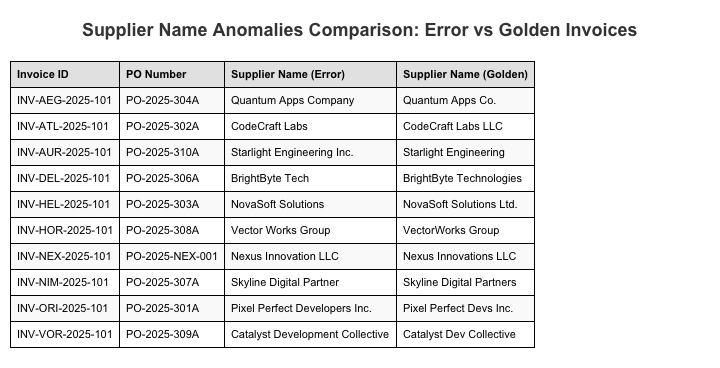 Supplier Name Anomalies Comparison: Error vs Golden Invoices
Invoice ID PO Number Supplier Name (Error) Supplier Name (Golden)
INV-AEG-2025-101 PO-2025-304A Quantum Apps Company Quantum Apps Co.
INV-ATL-2025-101 PO-2025-302A CodeCraft Labs CodeCraft Labs LLC
INV-AUR-2025-101 PO-2025-310A Starlight Engineering Inc. Starlight Engineering
INV-DEL-2025-101 PO-2025-306A BrightByte Tech BrightByte Technologies
INV-HEL-2025-101 PO-2025-303A NovaSoft Solutions NovaSoft Solutions Ltd.
INV-HOR-2025-101 PO-2025-308A Vector Works Group VectorWorks Group
INV-NEX-2025-101 PO-2025-NEX-001 Nexus Innovation LLC Nexus Innovations LLC
INV-NIM-2025-101 PO-2025-307A Skyline Digital Partner Skyline Digital Partners
INV-ORI-2025-101 PO-2025-301A Pixel Perfect Developers Inc. Pixel Perfect Devs Inc.
INV-VOR-2025-101 PO-2025-309A Catalyst Development Collective Catalyst Dev Collective